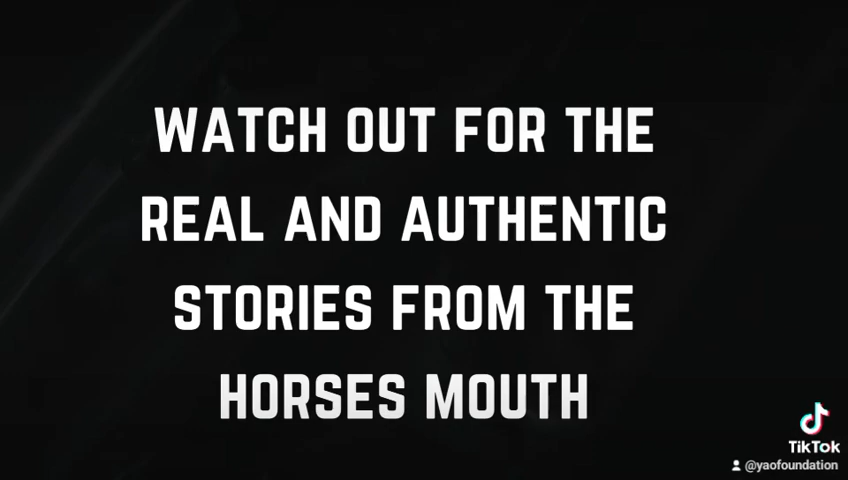 WATCH OUT FOR THE
REAL AND AUTHENTIC
STORIES FROM THE
HORSES MOUTH
TikTok
@yaofoundation